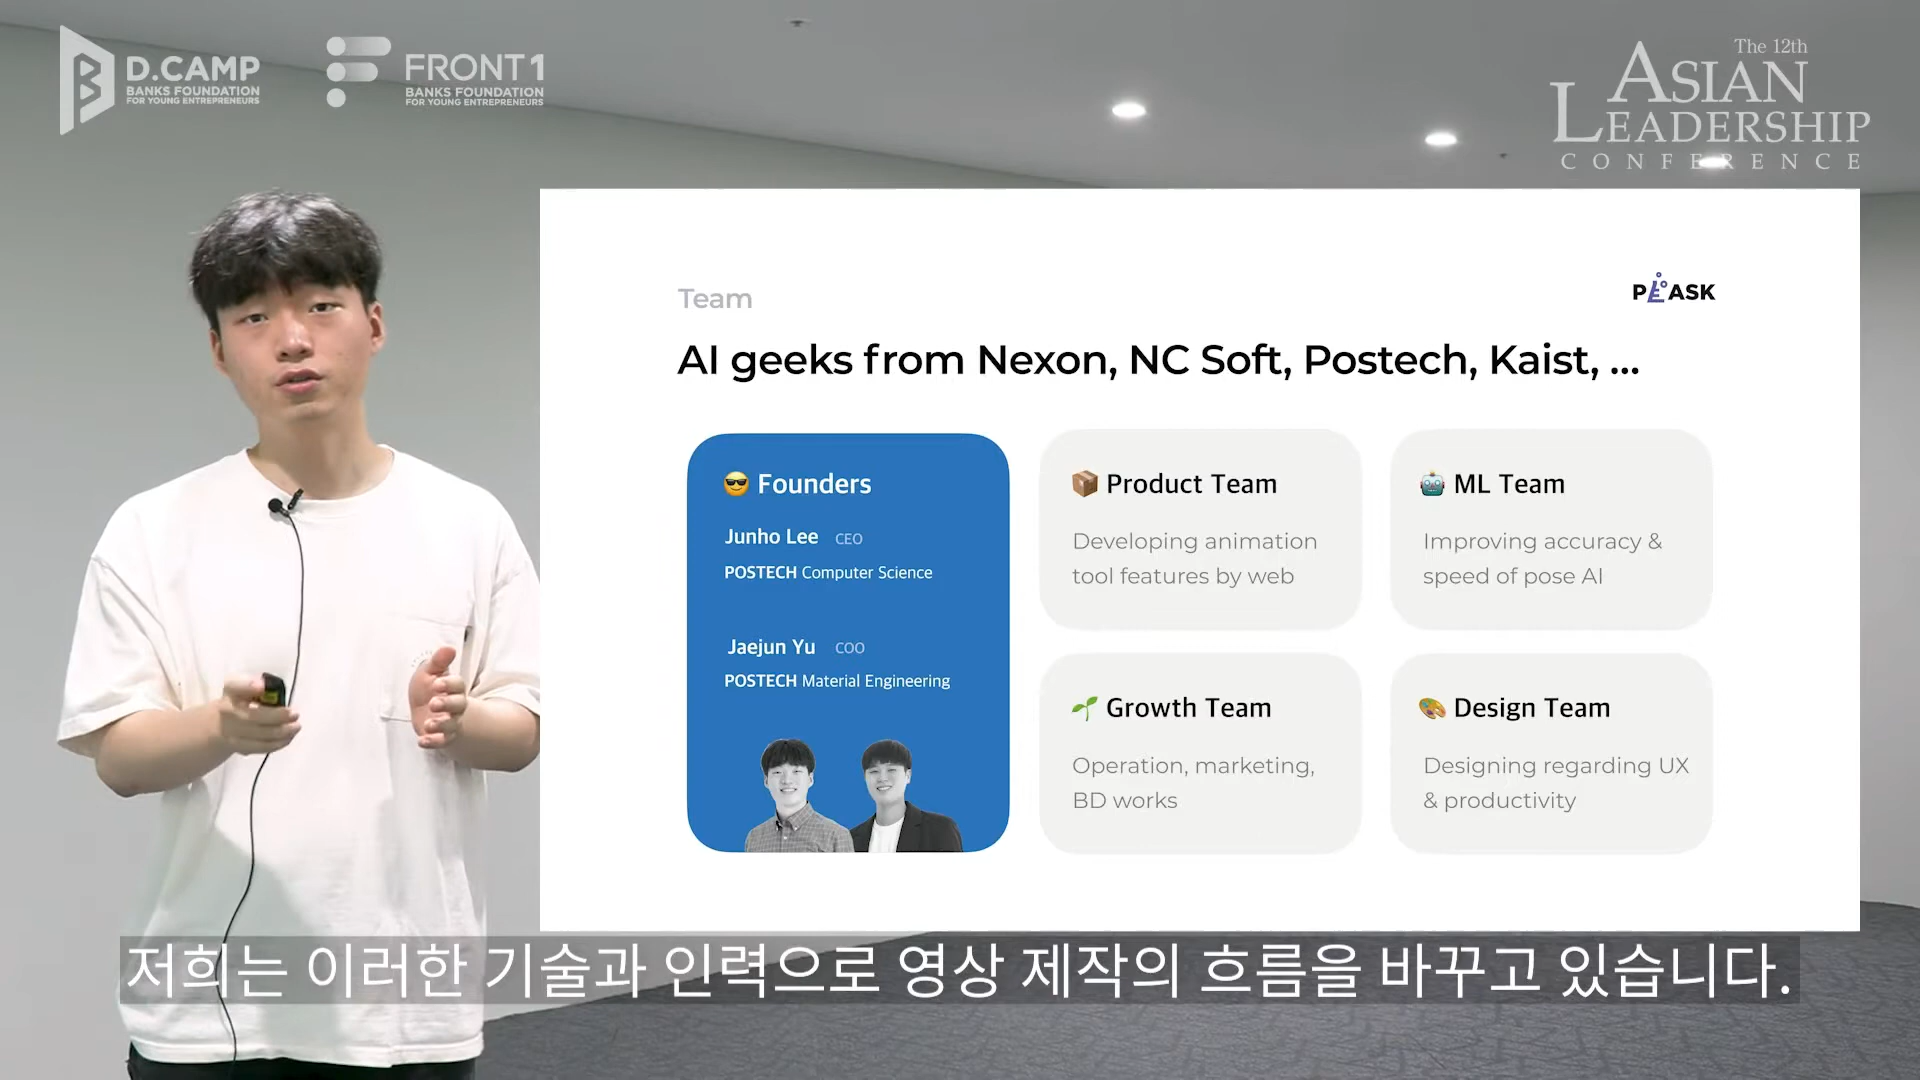 D.CAMP
BANKS FOUNDATION
FOR YOUNG ENTREPRENEURS
FRONT1
BANKS FOUNDATION
FOR YOUNG ENTREPRENEURS
The 12th
ASIAN
LEADERSHIP
CONFERENCE
Team
PLASK
AI geeks from Nexon, NC Soft, Postech, Kaist, ...
😎 Founders
Junho Lee CEO
POSTECH Computer Science
Jaejun Yu COO
POSTECH Material Engineering
📦 Product Team
Developing animation
tool features by web
🤖 ML Team
Improving accuracy &
speed of pose AI
🌱 Growth Team
Operation, marketing,
BD works
🎨 Design Team
Designing regarding UX
& productivity
저희는 이러한 기술과 인력으로 영상 제작의 흐름을 바꾸고 있습니다.